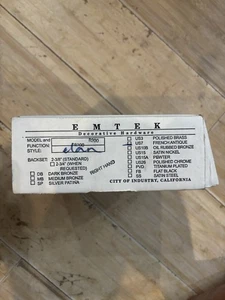 EMTEK
Decorative Hardware
MODEL and
FUNCTION:
STYLE: elan
BACKSET: 2-3/8" (STANDARD)
2-3/4" (WHEN
REQUESTED)
DB DARK BRONZE
MB MEDIUM BRONZE
SP SILVER PATINA
RIGHT HAND
US3 POLISHED BRASS
US7 FRENCH ANTIQUE
US10B OIL RUBBED BRONZE
US15 SATIN NICKEL
US15A PEWTER
US26 POLISHED CHROME
PVD TITANIUM PLATED
FB FLAT BLACK
SS SATIN STEEL
CITY OF INDUSTRY, CALIFORNIA